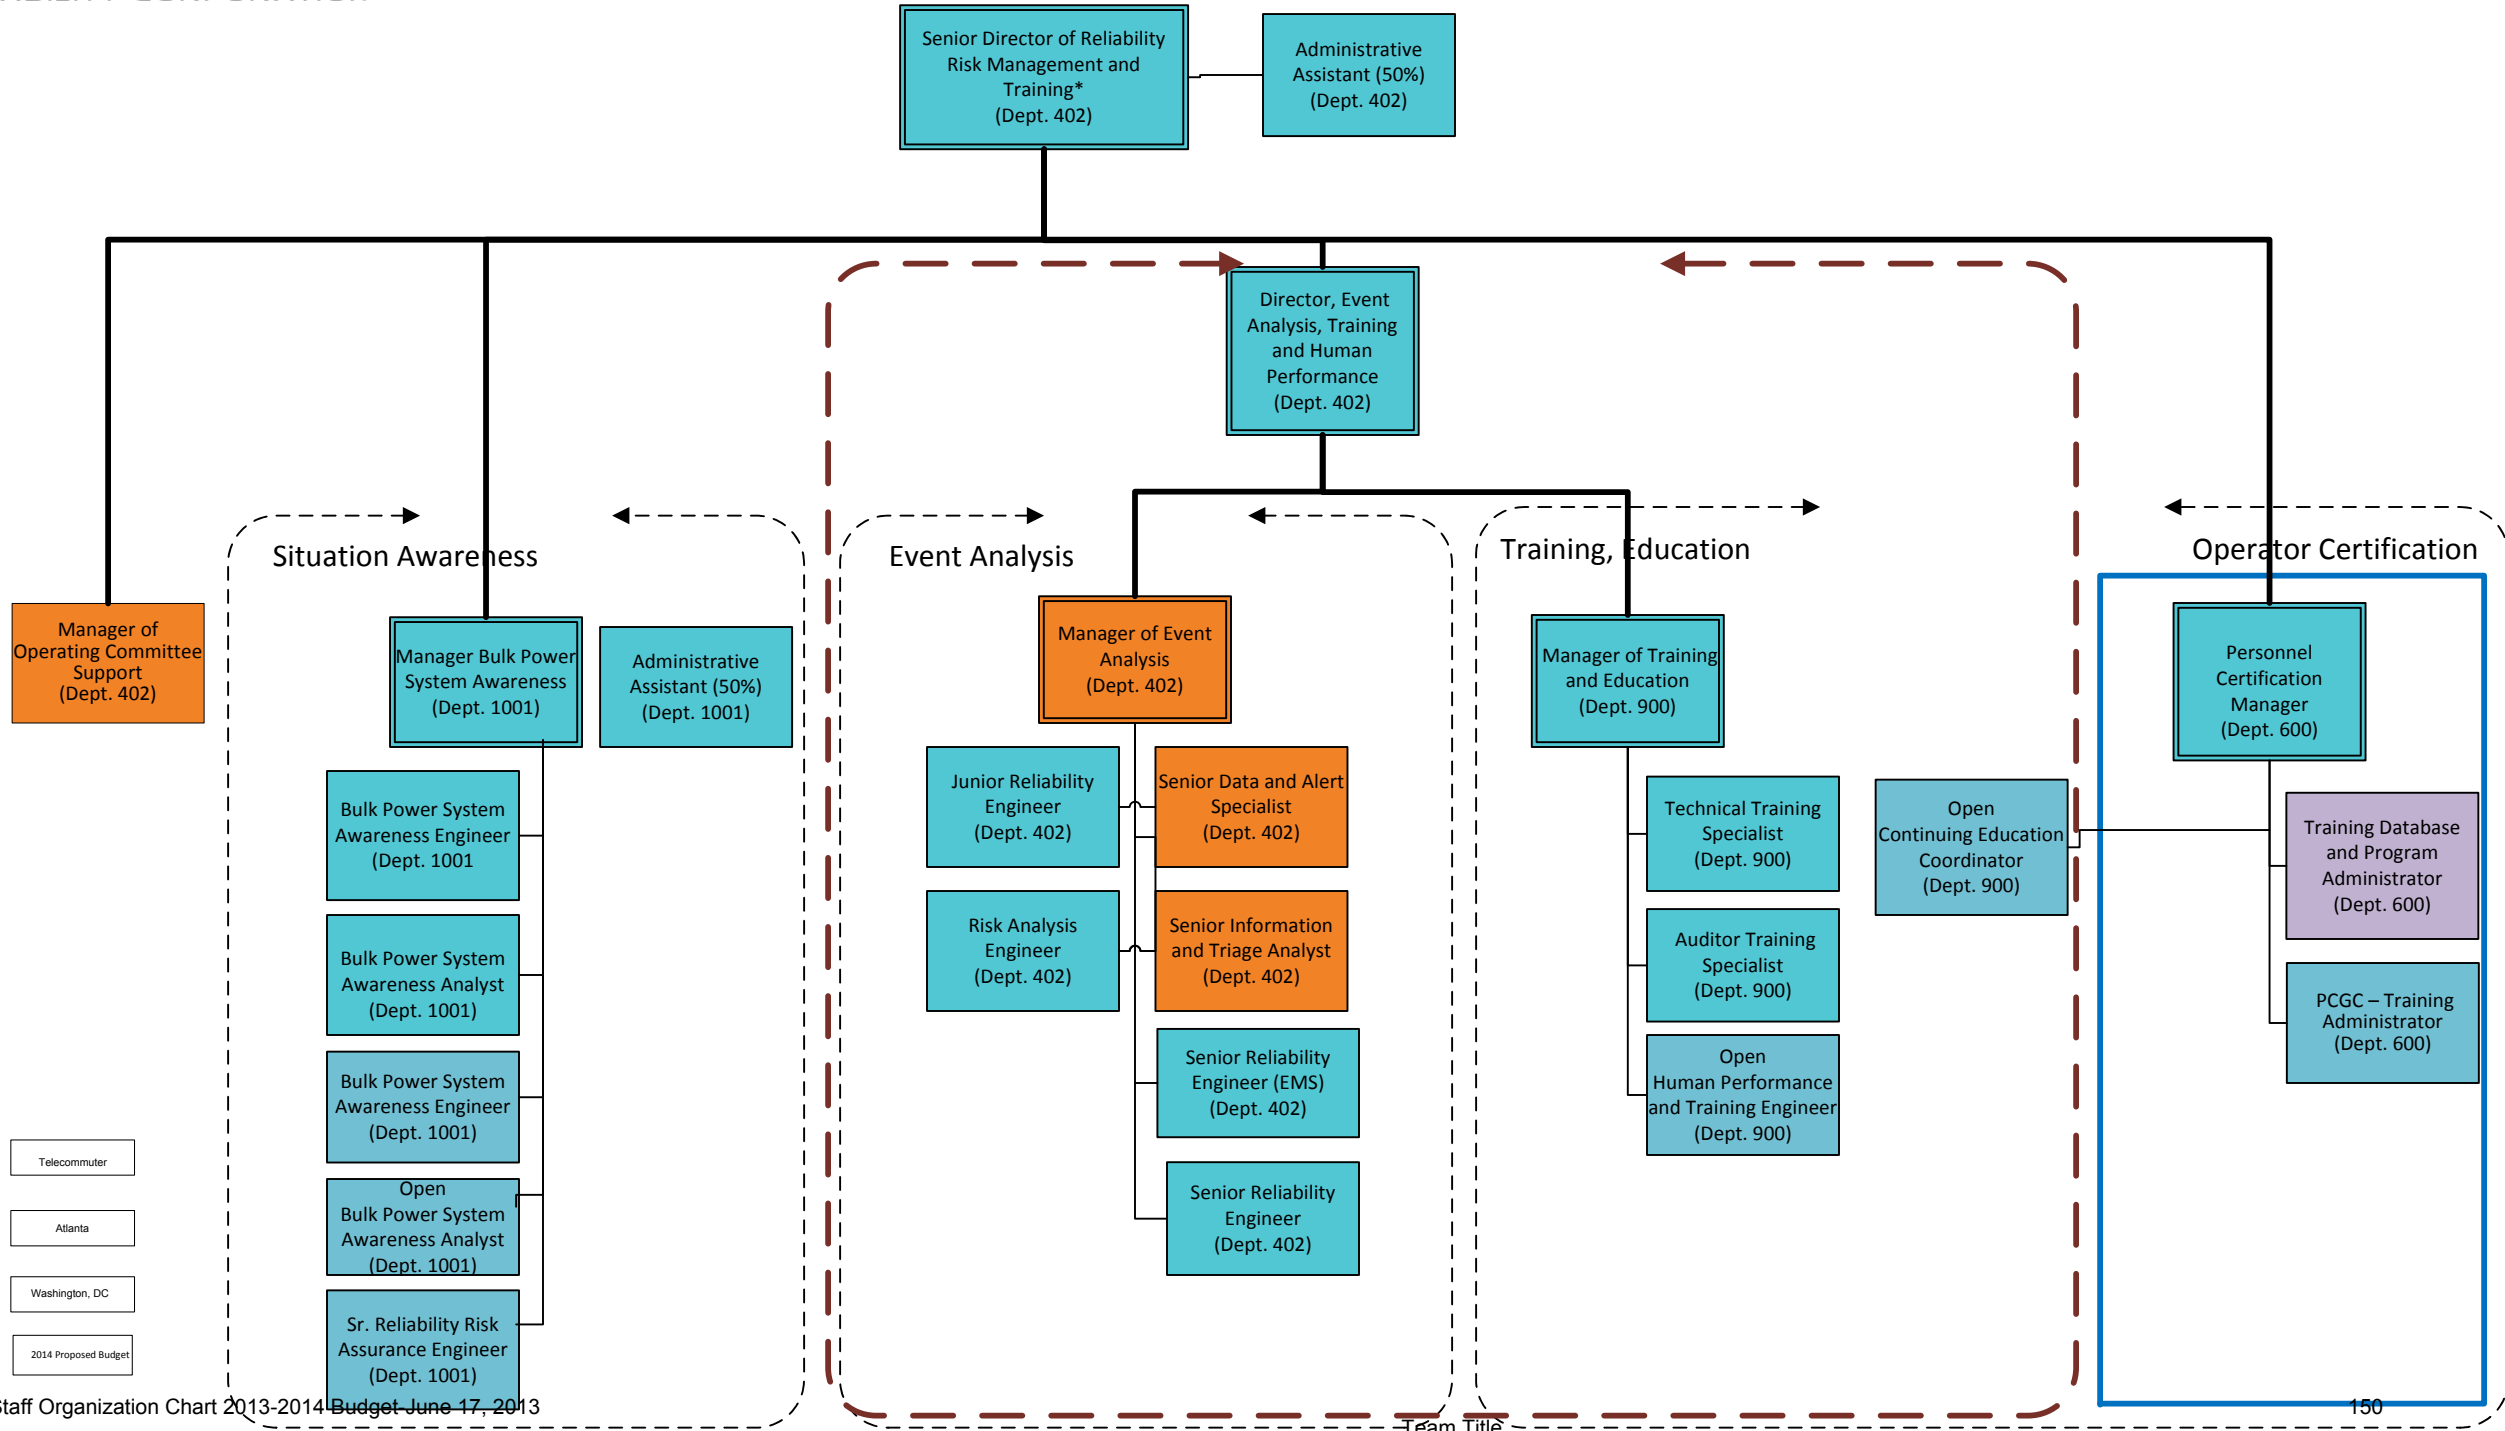 Senior Director of Reliability
Risk Management and
Training*
(Dept. 402)
Administrative
Assistant (50%)
(Dept. 402)
Director, Event
Analysis, Training
and Human
Performance
(Dept. 402)
Situation Awareness
Event Analysis
Training, Education
Operator Certification
Manager of
Operating Committee
Support
(Dept. 402)
Manager Bulk Power
System Awareness
(Dept. 1001)
Administrative
Assistant (50%)
(Dept. 1001)
Manager of Event
Analysis
(Dept. 402)
Manager of Training
and Education
(Dept. 900)
Personnel
Certification
Manager
(Dept. 600)
Bulk Power System
Awareness Engineer
(Dept. 1001
Bulk Power System
Awareness Analyst
(Dept. 1001)
Bulk Power System
Awareness Engineer
(Dept. 1001)
Open
Bulk Power System
Awareness Analyst
(Dept. 1001)
Sr. Reliability Risk
Assurance Engineer
(Dept. 1001)
Junior Reliability
Engineer
(Dept. 402)
Senior Data and Alert
Specialist
(Dept. 402)
Risk Analysis
Engineer
(Dept. 402)
Senior Information
and Triage Analyst
(Dept. 402)
Senior Reliability
Engineer (EMS)
(Dept. 402)
Senior Reliability
Engineer
(Dept. 402)
Technical Training
Specialist
(Dept. 900)
Auditor Training
Specialist
(Dept. 900)
Open
Human Performance
and Training Engineer
(Dept. 900)
Open
Continuing Education
Coordinator
(Dept. 900)
Training Database
and Program
Administrator
(Dept. 600)
PCGC – Training
Administrator
(Dept. 600)
Telecommuter
Atlanta
Washington, DC
2014 Proposed Budget
Staff Organization Chart 2013-2014 Budget-June 17, 2013
150
Team Title